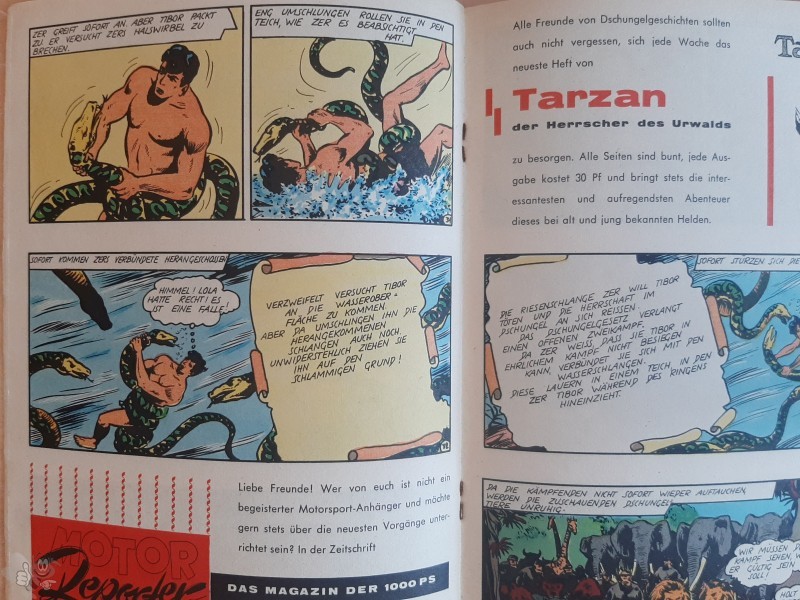 ZER GREIFT SOFORT AN. ABER TIBOR PACKT
ZU. ER VERSUCHT ZERS HALSWIRBEL ZU
BRECHEN.
ENG UMSCHLUNGEN ROLLEN SIE IN DEN
TEICH, WIE ZER ES BEABSICHTIGT
HAT.
SOFORT KOMMEN ZERS VERBÜNDETE HERANGESCHOSSEN
HIMMEL! LOLA
HATTE RECHT! ES
IST EINE FALLE!
VERZWEIFELT VERSUCHT TIBOR
AN DIE WASSEROBER-
FLÄCHE ZU KOMMEN.
ABER DA UMSCHLINGEN IHN DIE
HERANGEKOMMENEN
SCHLANGEN AUCH NOCH.
UNWIDERSTEHLICH ZIEHEN SIE
IHN AUF DEN
SCHLAMMIGEN GRUND!
Liebe Freunde! Wer von euch ist nicht ein
begeisterter Motorsport-Anhänger und möchte
gern stets über die neuesten Vorgänge unter-
richtet sein? In der Zeitschrift
MOTOR
Reporter
DAS MAGAZIN DER 1000 PS
Alle Freunde von Dschungelgeschichten sollten
auch nicht vergessen, sich jede Woche das
neueste Heft von
Tarzan
der Herrscher des Urwalds
zu besorgen. Alle Seiten sind bunt, jede Aus-
gabe kostet 30 Pf und bringt stets die inter-
essantesten und aufregendsten Abenteuer
dieses bei alt und jung bekannten Helden.
Ta
SOFORT STÜRZEN SICH DIE
DIE RIESENSCHLANGE ZER WILL TIBOR
TÖTEN UND DIE HERRSCHAFT IM
DSCHUNGEL AN SICH REISSEN.
DAS DSCHUNGELGESETZ VERLANGT
EINEN OFFENEN ZWEIKAMPF.
DA ZER WEISS, DASS SIE TIBOR IN
EHRLICHEM KAMPF NICHT BESIEGEN
KANN, VERBÜNDET SIE SICH MIT DEN
WASSERSCHLANGEN.
DIESE LAUERN IN EINEM TEICH, IN DEN
ZER TIBOR WÄHREND DES RINGENS
HINEINZIEHT.
DA DIE KÄMPFENDEN NICHT SOFORT WIEDER AUFTAUCHEN,
WERDEN DIE ZUSCHAUENDEN DSCHUNGEL
TIERE UNRUHIG.
WIR MÜSSEN D
KAMPF SEHEN, W
ER GÜLTIG SEIN
SOLL!
HOLT